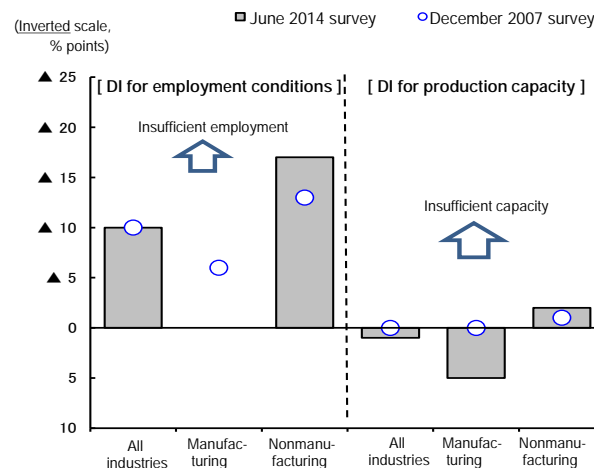 June 2014 survey
December 2007 survey
(Inverted scale,
% points)
▲ 25
▲ 20
▲ 15
▲ 10
▲ 5
0
5
10
[ DI for employment conditions ]
[ DI for production capacity ]
Insufficient employment
Insufficient capacity
All
industries
Manufac-
turing
Nonmanu-
facturing
All
industries
Manufac-
turing
Nonmanu-
facturing